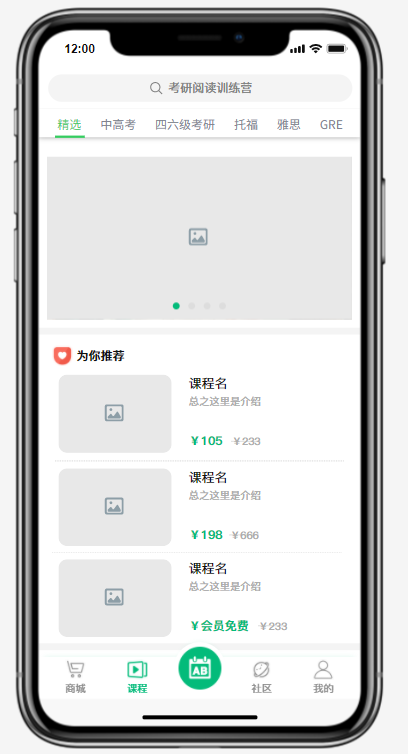 12:00
考研阅读训练营
精选 中高考 四六级考研 托福 雅思 GRE
为你推荐
课程名
总之这里是介绍
¥105 ¥233
课程名
总之这里是介绍
¥198 ¥666
课程名
总之这里是介绍
¥会员免费 ¥233
AB
商城 课程 社区 我的